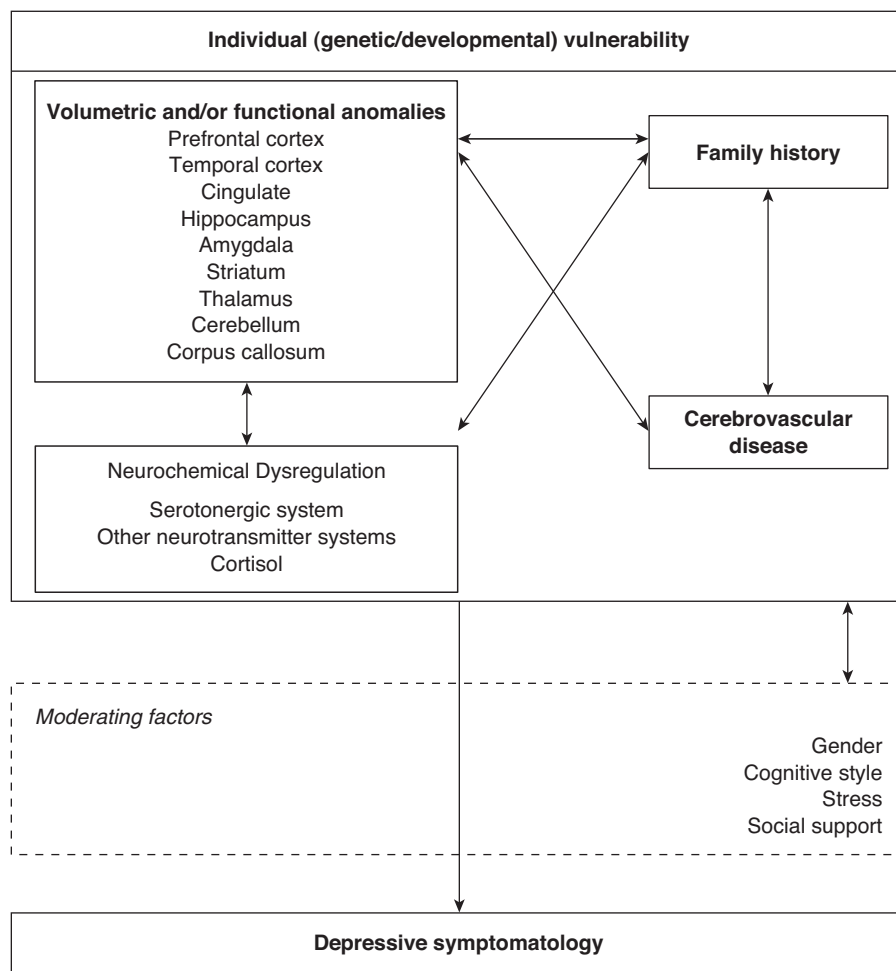 Individual (genetic/developmental) vulnerability
Volumetric and/or functional anomalies
Prefrontal cortex
Temporal cortex
Cingulate
Hippocampus
Amygdala
Striatum
Thalamus
Cerebellum
Corpus callosum
Family history
Cerebrovascular
disease
Neurochemical Dysregulation
Serotonergic system
Other neurotransmitter systems
Cortisol
Moderating factors
Gender
Cognitive style
Stress
Social support
Depressive symptomatology